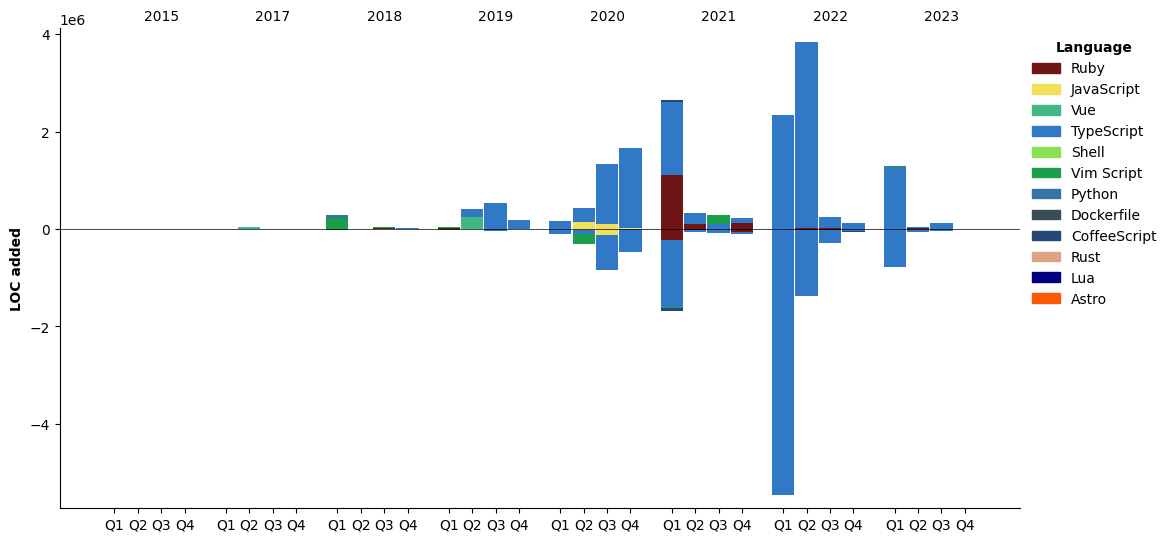 1e6
2015 2017 2018 2019 2020 2021 2022 2023
4
2
0
−2
−4
LOC added
Q1 Q2 Q3 Q4 Q1 Q2 Q3 Q4 Q1 Q2 Q3 Q4 Q1 Q2 Q3 Q4 Q1 Q2 Q3 Q4 Q1 Q2 Q3 Q4 Q1 Q2 Q3 Q4 Q1 Q2 Q3 Q4
Language
Ruby
JavaScript
Vue
TypeScript
Shell
Vim Script
Python
Dockerfile
CoffeeScript
Rust
Lua
Astro